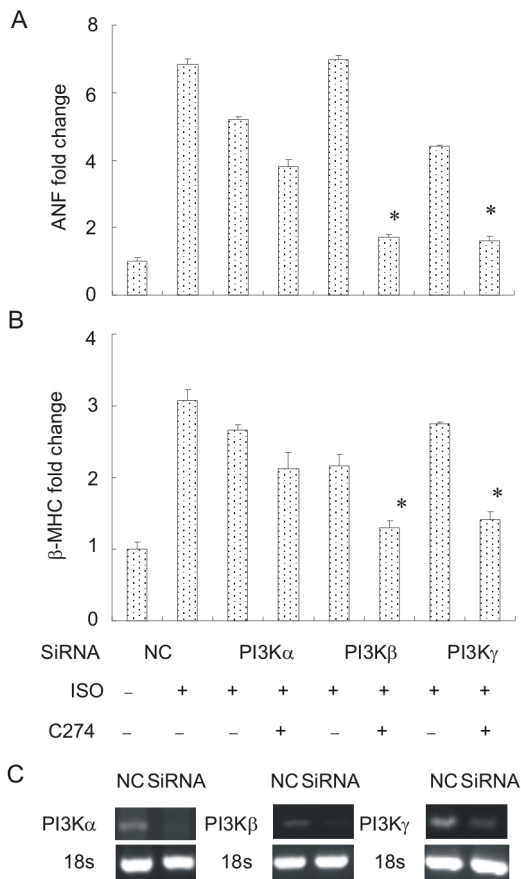 A
8
6
4
2
0
ANF fold change
*
*
B
4
3
2
1
0
β-MHC fold change
*
*
SiRNA NC PI3Kα PI3Kβ PI3Kγ
ISO – + + + + + + +
C274 – – – + – + – +
C
NC SiRNA NC SiRNA NC SiRNA
PI3Kα PI3Kβ PI3Kγ
18s 18s 18s